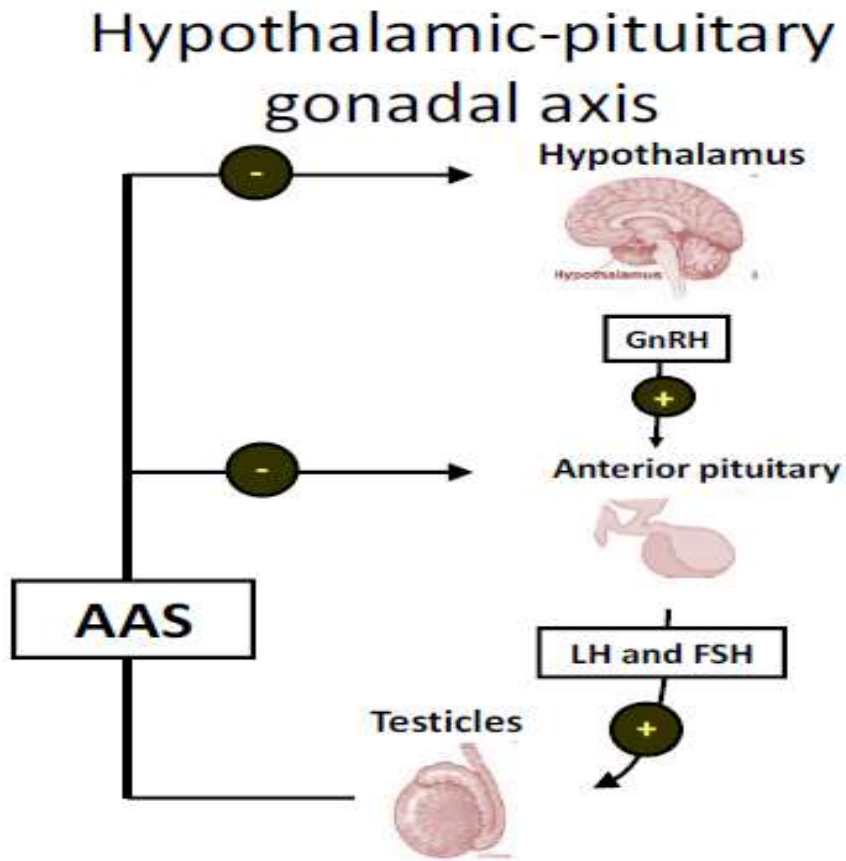 Hypothalamic-pituitary
gonadal axis
Hypothalamus
-
Hypothalamus
GnRH
+
-
Anterior pituitary
AAS
LH and FSH
+
Testicles